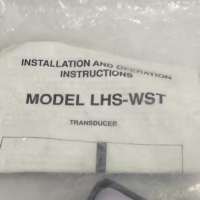 INSTALLATION AND OPERATION
INSTRUCTIONS
MODEL LHS-WST
TRANSDUCER